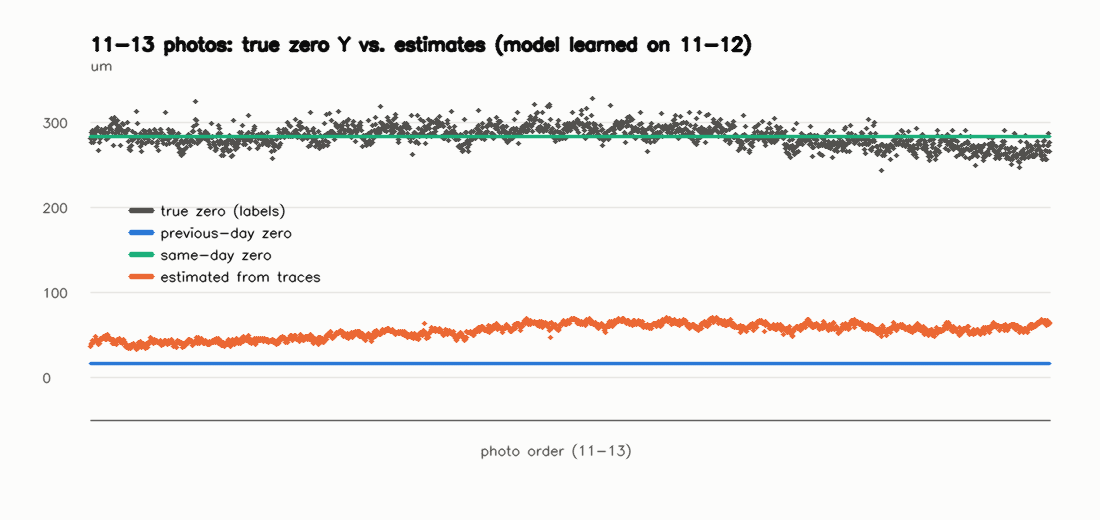 11−13 photos: true zero Y vs. estimates (model learned on 11−12)
um
300
200
true zero (labels)
previous−day zero
same−day zero
estimated from traces
100
0
photo order (11−13)